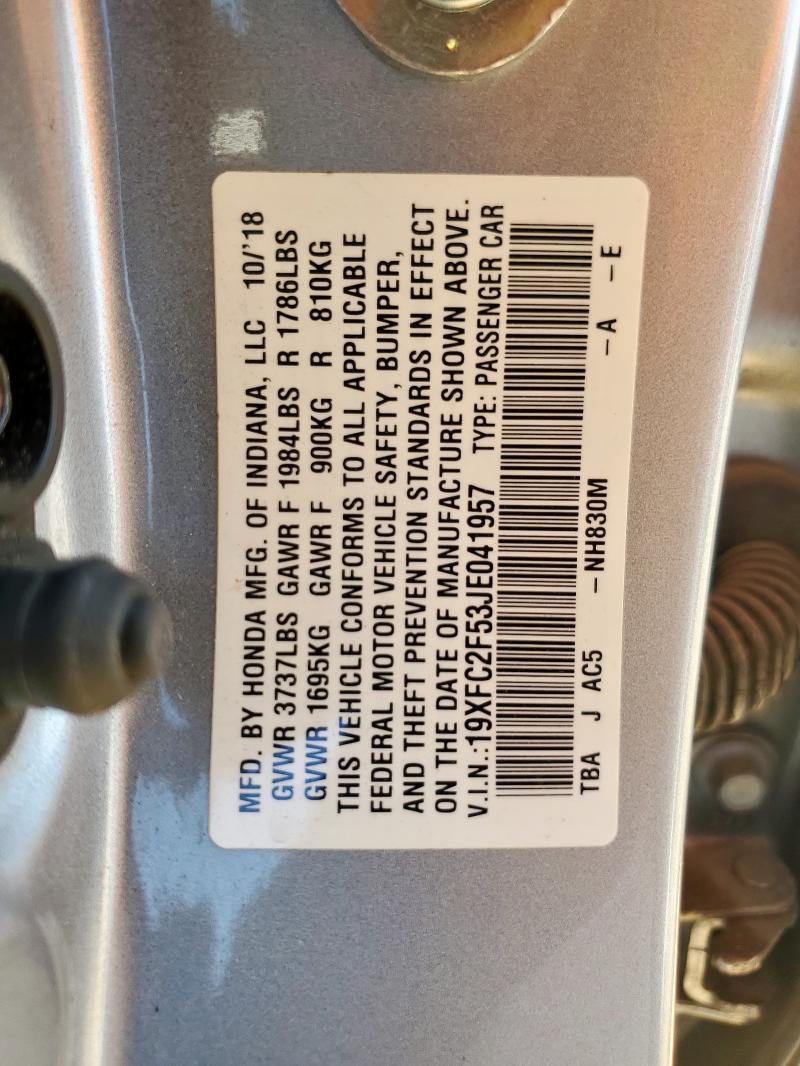 MFD. BY HONDA MFG. OF INDIANA, LLC 10/'18
GVWR 3737LBS GAWR F 1984LBS R 1786LBS
GVWR 1695KG GAWR F 900KG R 810KG
THIS VEHICLE CONFORMS TO ALL APPLICABLE
FEDERAL MOTOR VEHICLE SAFETY, BUMPER,
AND THEFT PREVENTION STANDARDS IN EFFECT
ON THE DATE OF MANUFACTURE SHOWN ABOVE.
V.I.N.:19XFC2F53JE041957 TYPE: PASSENGER CAR
TBA J AC5 –NH830M –A –E